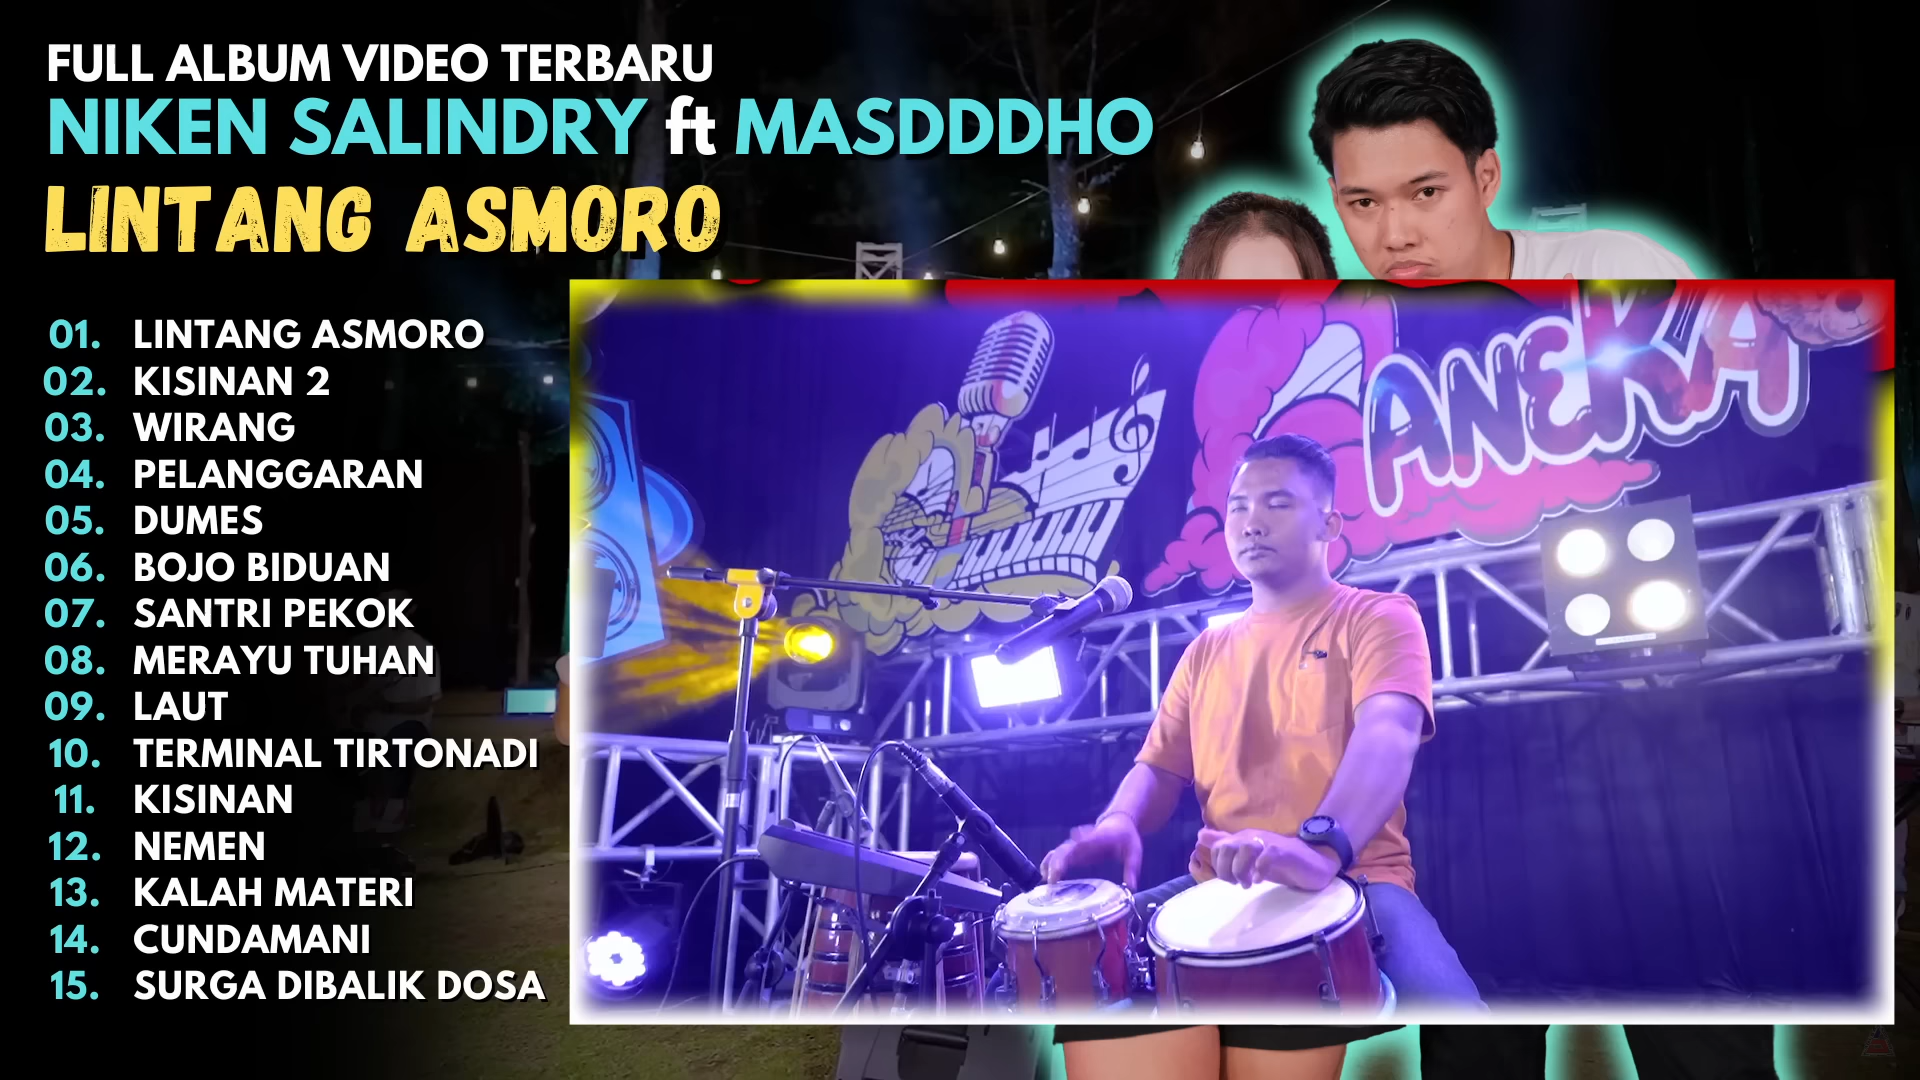 FULL ALBUM VIDEO TERBARU
NIKEN SALINDRY ft MASDDDHO
LINTANG ASMORO
01. LINTANG ASMORO
02. KISINAN 2
03. WIRANG
04. PELANGGARAN
05. DUMES
06. BOJO BIDUAN
07. SANTRI PEKOK
08. MERAYU TUHAN
09. LAUT
10. TERMINAL TIRTONADI
11. KISINAN
12. NEMEN
13. KALAH MATERI
14. CUNDAMANI
15. SURGA DIBALIK DOSA
ANEKA